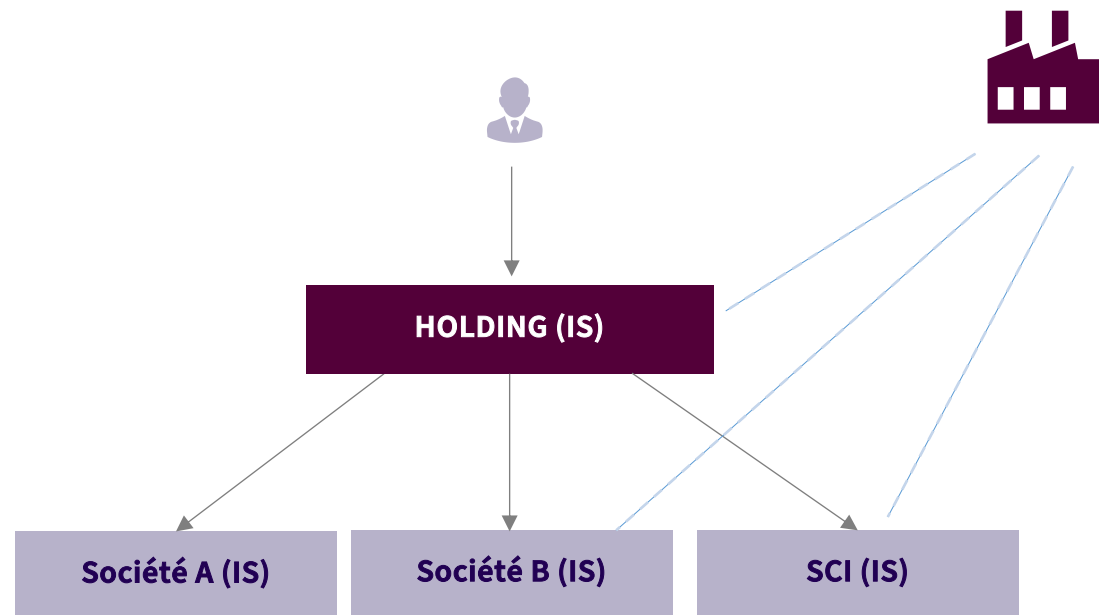 HOLDING (IS)
Société A (IS)
Société B (IS)
SCI (IS)